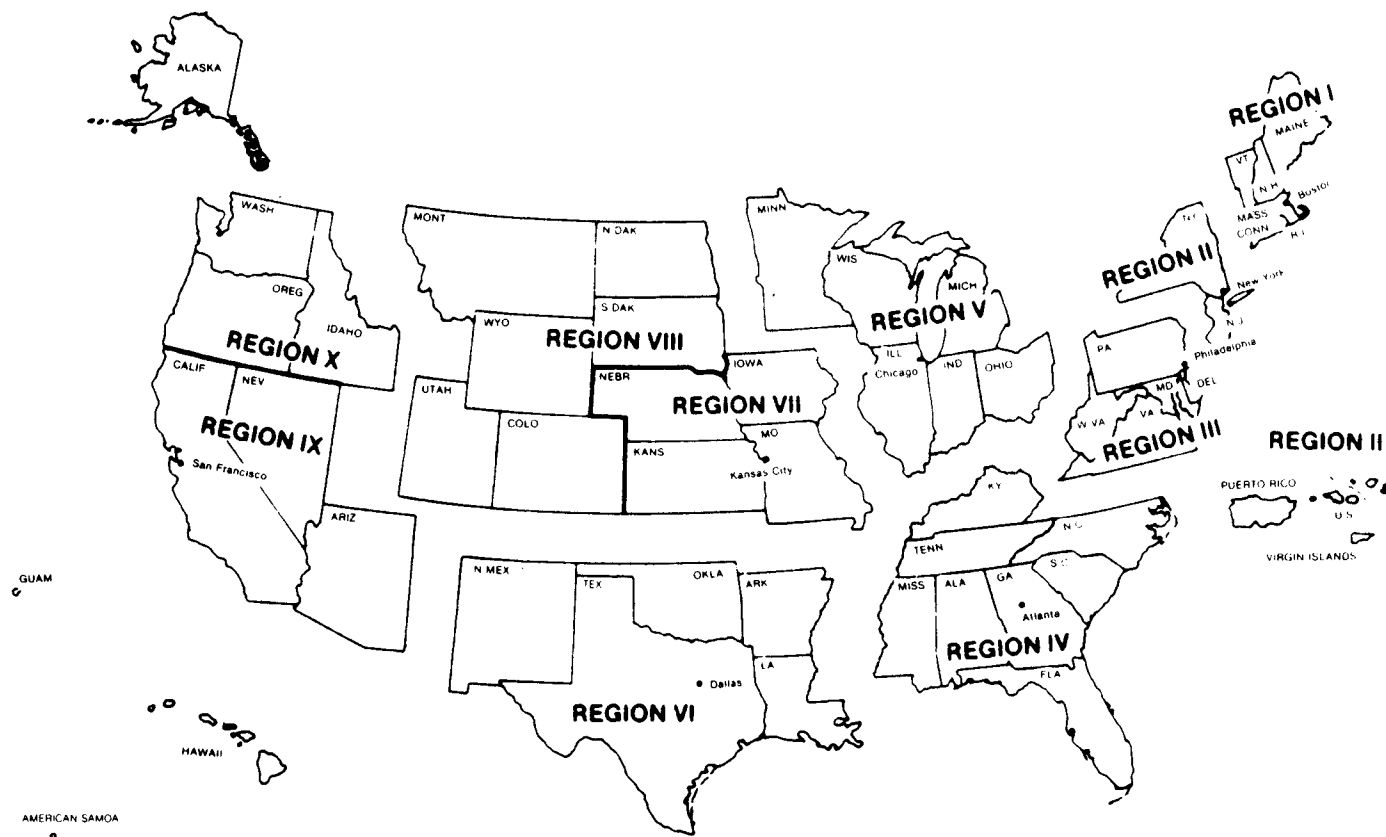 ALASKA
REGION I
MAINE
VT
N.H.
Bustor
MASS
CONN
R.I.
WASH
MONT
N DAK
MINN
WIS
MICH
N.Y.
REGION II
New York
N.J.
OREG
IDAHO
REGION X
WYO
S DAK
REGION VIII
REGION V
PA
Philadelphia
CALIF
NEV
UTAH
NEBR
IOWA
ILL
Chicago
IND
OHIO
MD
DEL
REGION IX
San Francisco
COLO
REGION VII
KANS
MO
Kansas City
W.VA
VA
REGION III
REGION II
PUERTO RICO
U.S.
VIRGIN ISLANDS
ARIZ
KY
TENN
N.C.
S.C.
GUAM
N MEX
TEX
OKLA
ARK
MISS
ALA
GA
Atlanta
REGION IV
LA
Dallas
FLA
REGION VI
HAWAII
AMERICAN SAMOA